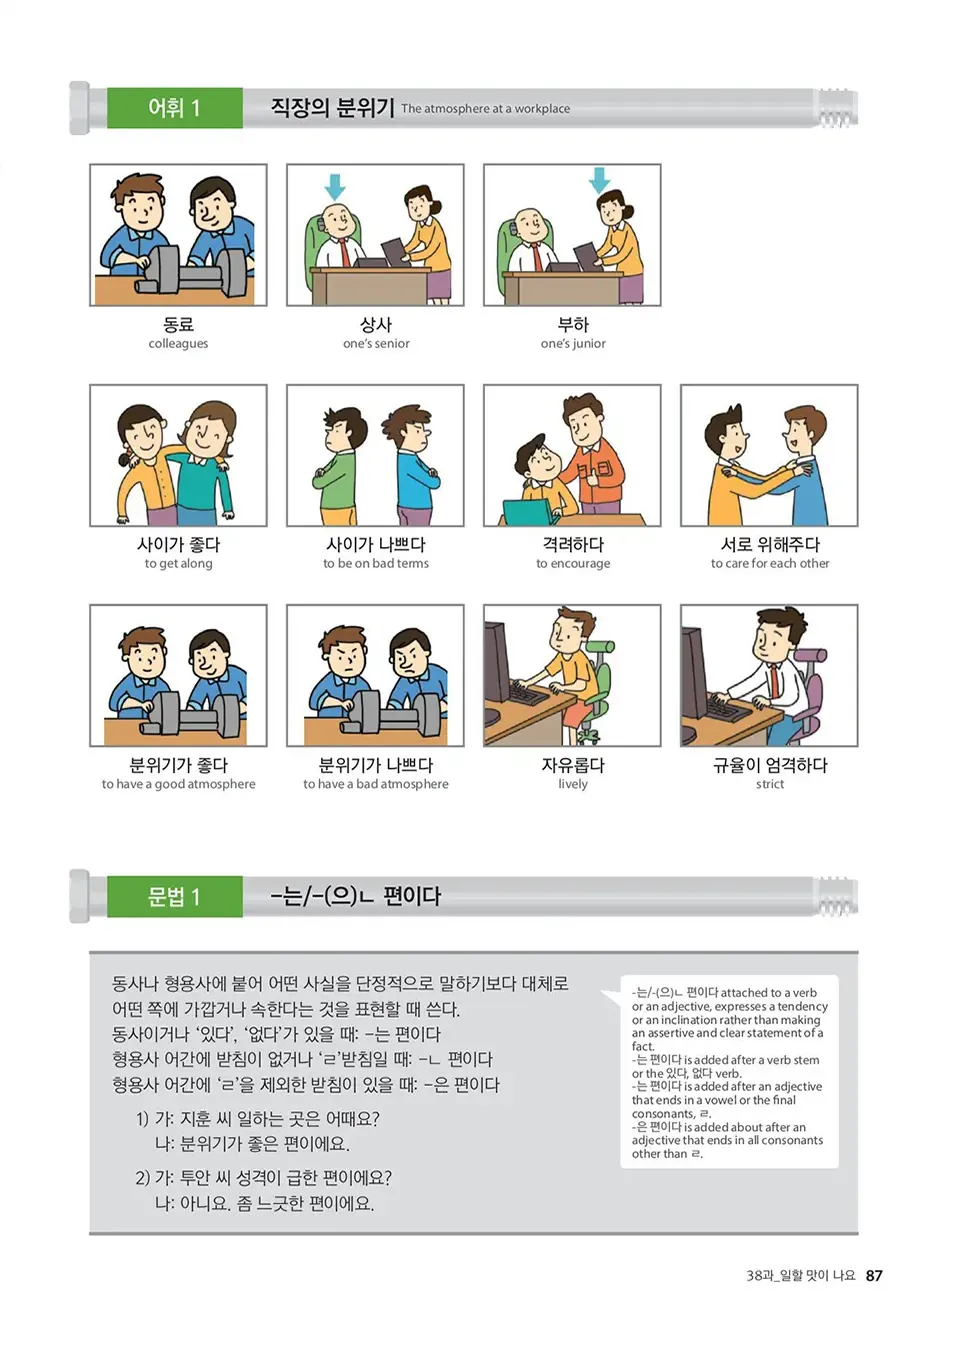 어휘 1 직장의 분위기 The atmosphere at a workplace
동료 상사 부하
colleagues one's senior one's junior
사이가 좋다 사이가 나쁘다 격려하다 서로 위해주다
to get along to be on bad terms to encourage to care for each other
분위기가 좋다 분위기가 나쁘다 자유롭다 규율이 엄격하다
to have a good atmosphere to have a bad atmosphere lively strict
문법 1 -는/-(으)ㄴ 편이다
동사나 형용사에 붙어 어떤 사실을 단정적으로 말하기보다 대체로
어떤 쪽에 가깝거나 속한다는 것을 표현할 때 쓴다.
동사이거나 ‘있다’, ‘없다’가 있을 때: -는 편이다
형용사 어간에 받침이 없거나 ‘ㄹ’받침일 때: -ㄴ 편이다
형용사 어간에 ‘ㄹ’을 제외한 받침이 있을 때: -은 편이다
1) 가: 지훈 씨 일하는 곳은 어때요?
나: 분위기가 좋은 편이에요.
2) 가: 투안 씨 성격이 급한 편이에요?
나: 아니요. 좀 느긋한 편이에요.
-는/-(으)ㄴ 편이다 attached to a verb
or an adjective, expresses a tendency
or an inclination rather than making
an assertive and clear statement of a
fact.
-는 편이다 is added after a verb stem
or the 있다, 없다 verb.
-는 편이다 is added after an adjective
that ends in a vowel or the final
consonants, ㄹ.
-은 편이다 is added about after an
adjective that ends in all consonants
other than ㄹ.
38과_일할 맛이 나요 87